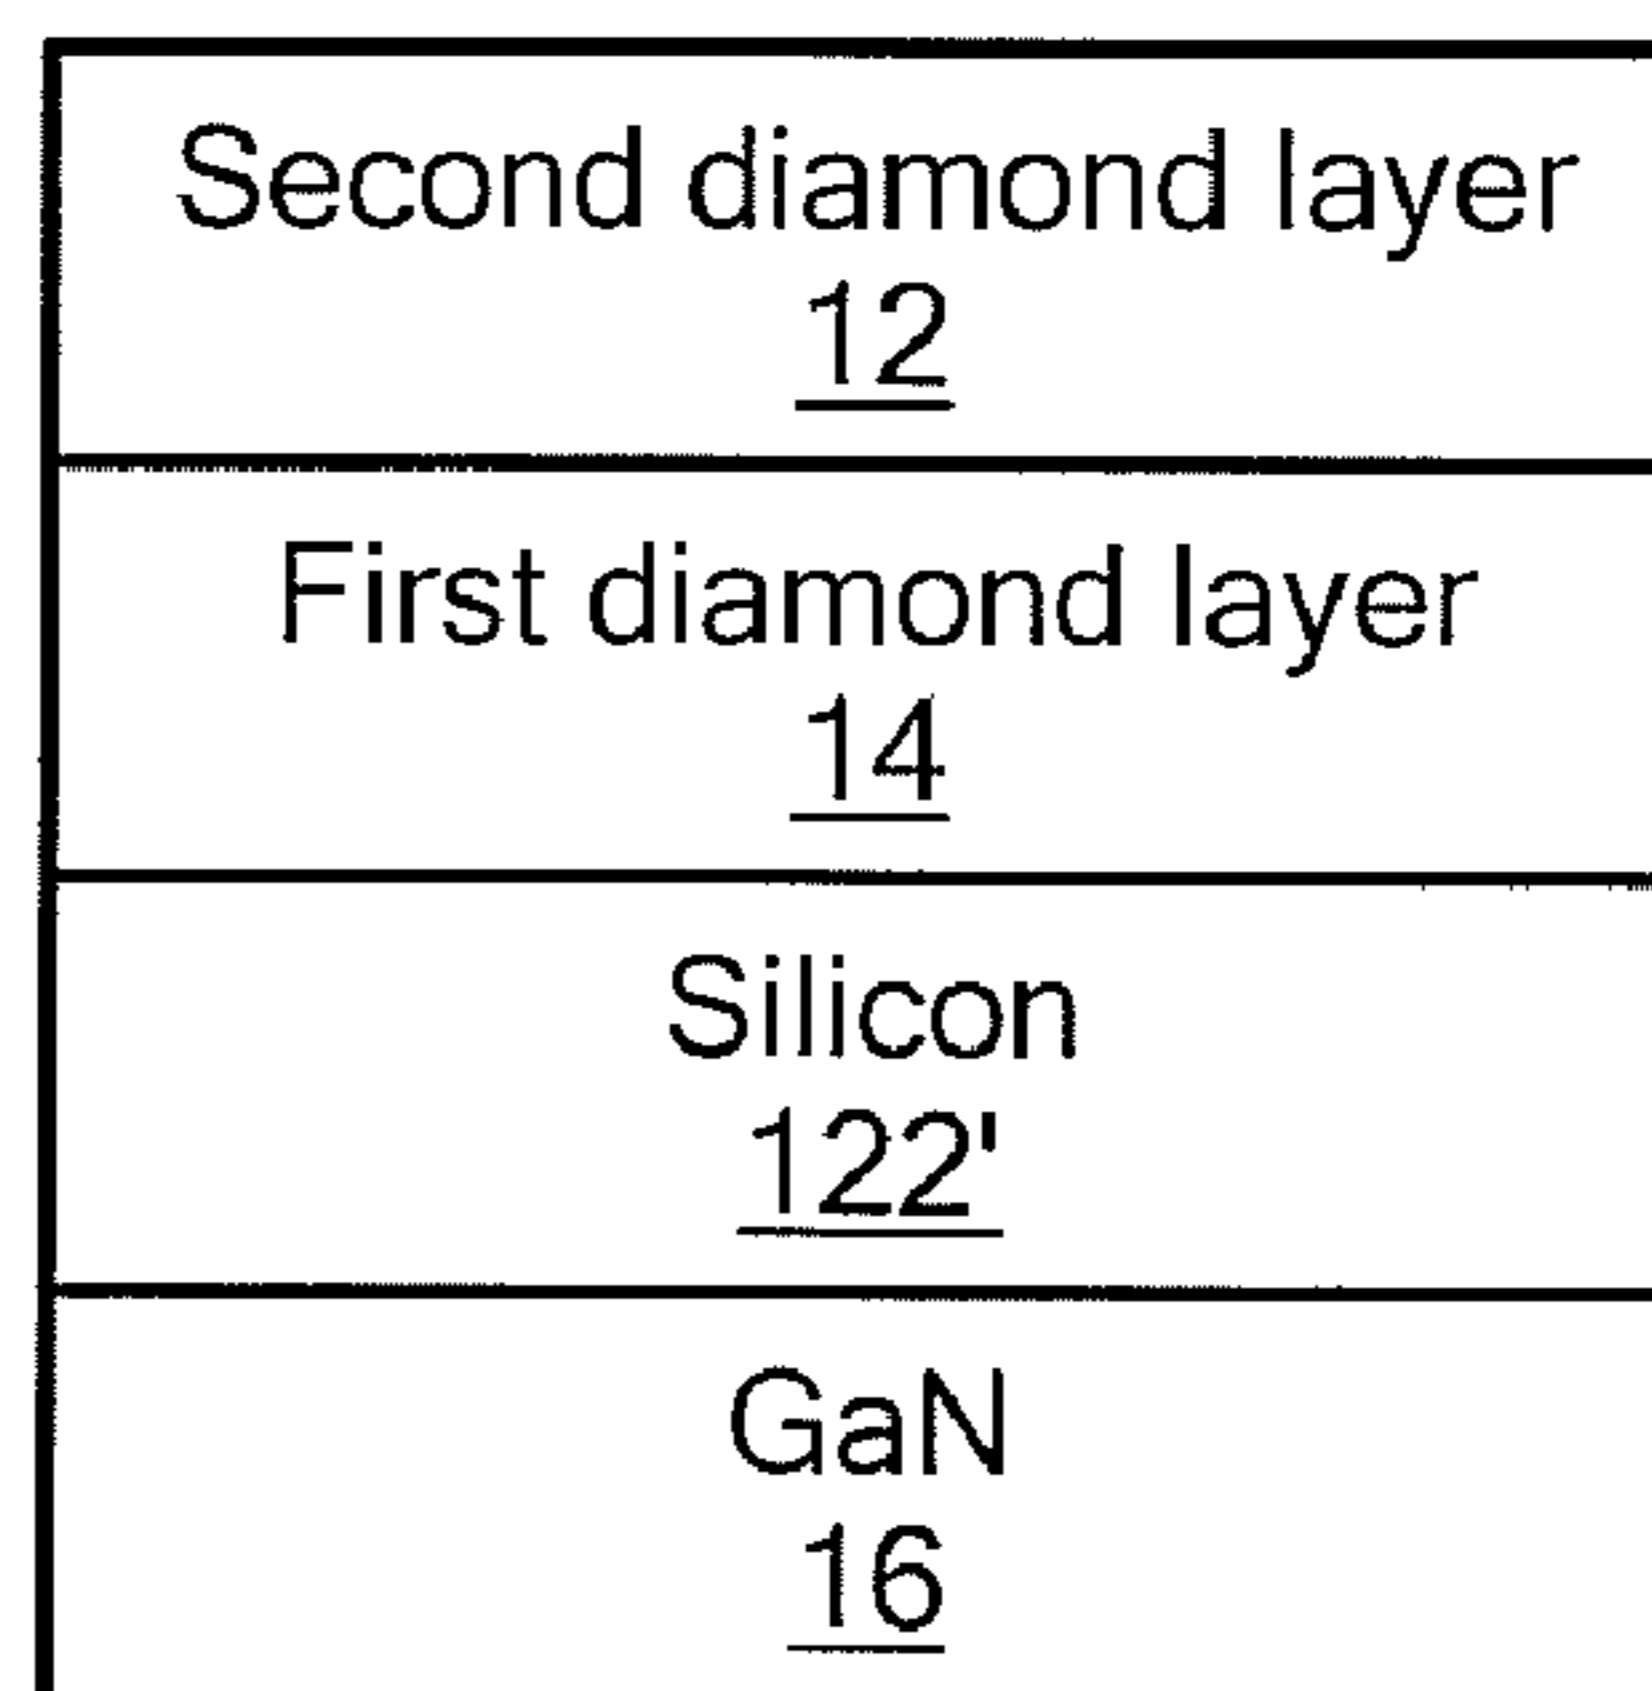 Second diamond layer
12
First diamond layer
14
Silicon
122'
GaN
16